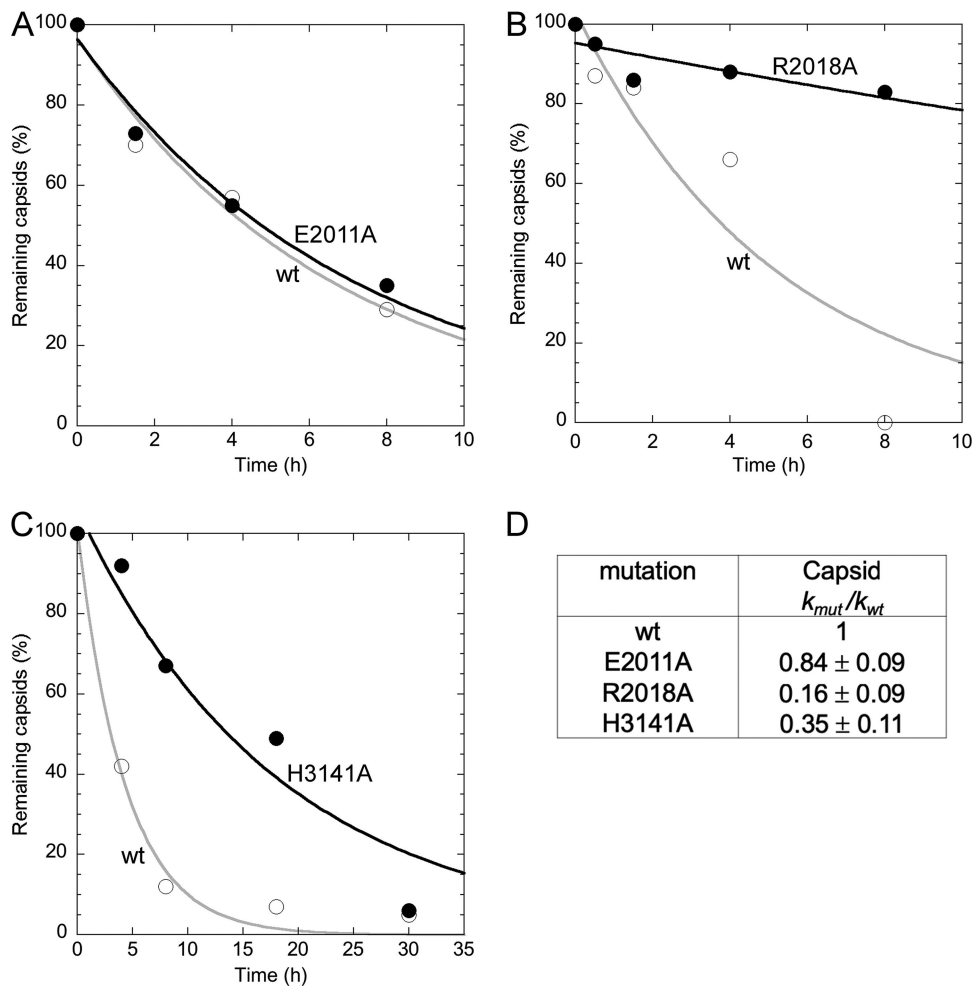 A
100
80
60
40
20
0
Remaining capsids (%)
E2011A
wt
0 2 4 6 8 10
Time (h)
B
100
80
60
40
20
0
Remaining capsids (%)
R2018A
wt
0 2 4 6 8 10
Time (h)
C
100
80
60
40
20
0
Remaining capsids (%)
H3141A
wt
0 5 10 15 20 25 30 35
Time (h)
D
mutation Capsid
kmut/kwt
wt 1
E2011A 0.84 ± 0.09
R2018A 0.16 ± 0.09
H3141A 0.35 ± 0.11